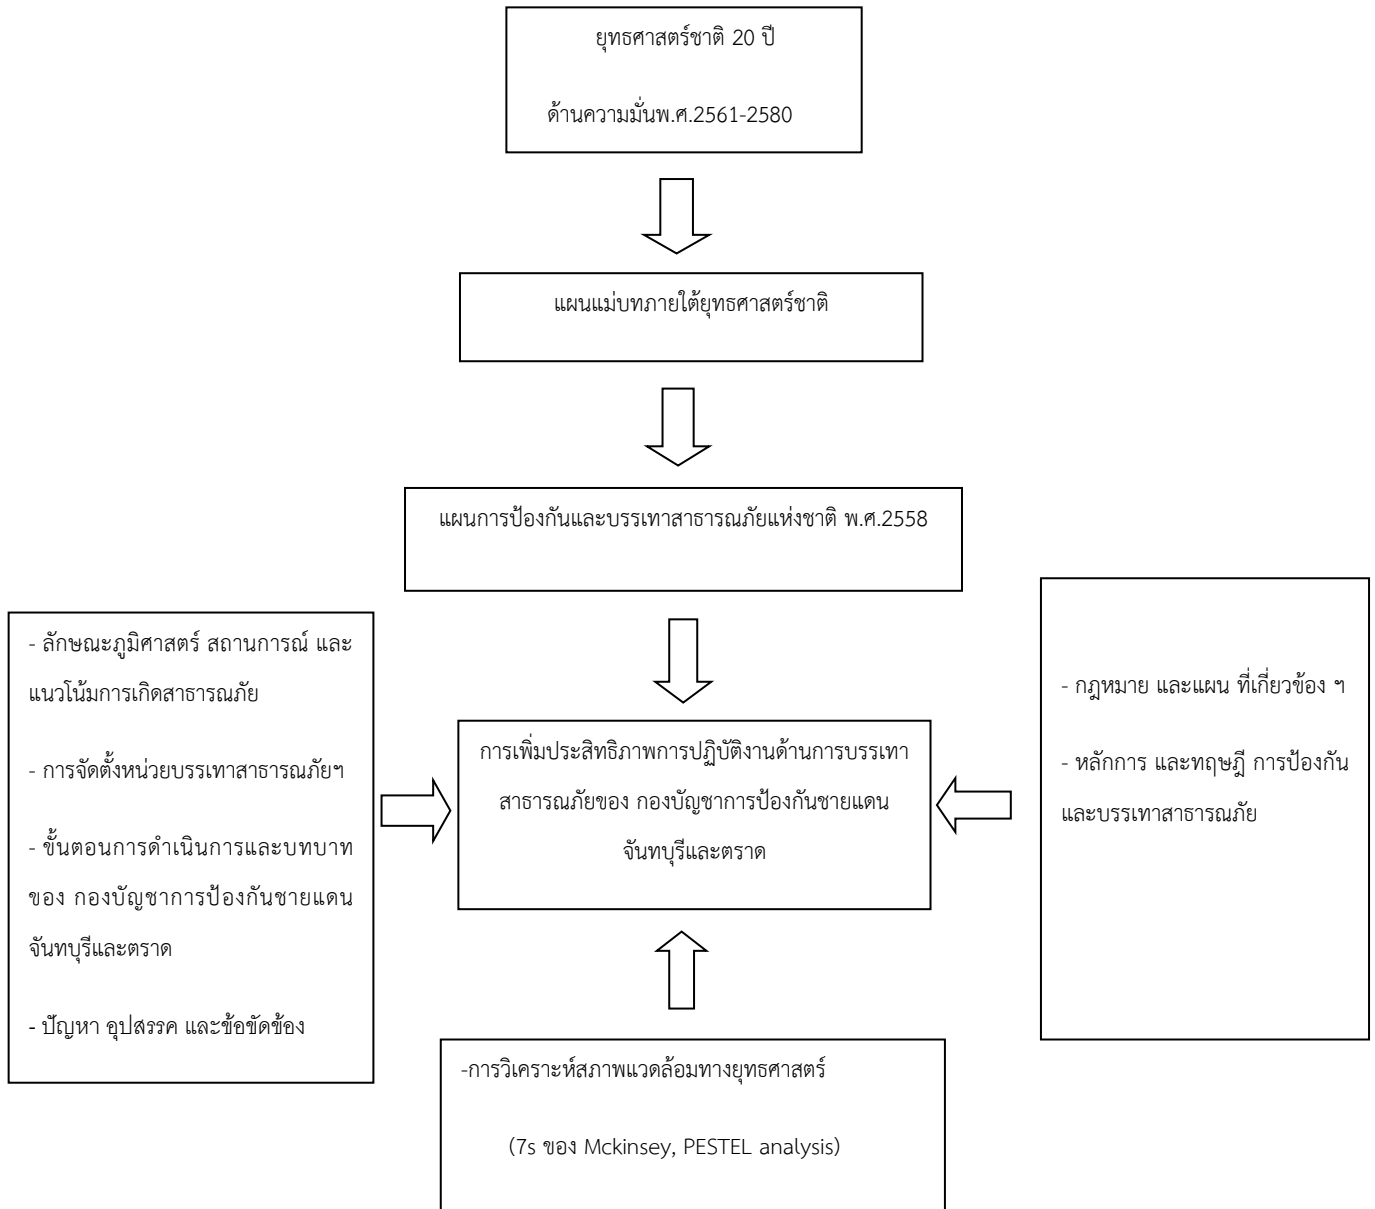 ยุทธศาสตร์ชาติ 20 ปี
ด้านความมั่นพ.ศ.2561-2580
แผนแม่บทภายใต้ยุทธศาสตร์ชาติ
แผนการป้องกันและบรรเทาสาธารณภัยแห่งชาติ พ.ศ.2558
- ลักษณะภูมิศาสตร์ สถานการณ์ และ
แนวโน้มการเกิดสาธารณภัย
- การจัดตั้งหน่วยบรรเทาสาธารณภัยฯ
- ขั้นตอนการดำเนินการและบทบาท
ของ กองบัญชาการป้องกันชายแดน
จันทบุรีและตราด
- ปัญหา อุปสรรค และข้อขัดข้อง
การเพิ่มประสิทธิภาพการปฏิบัติงานด้านการบรรเทา
สาธารณภัยของ กองบัญชาการป้องกันชายแดน
จันทบุรีและตราด
- กฎหมาย และแผน ที่เกี่ยวข้อง ฯ
- หลักการ และทฤษฎี การป้องกัน
และบรรเทาสาธารณภัย
-การวิเคราะห์สภาพแวดล้อมทางยุทธศาสตร์
(7s ของ Mckinsey, PESTEL analysis)